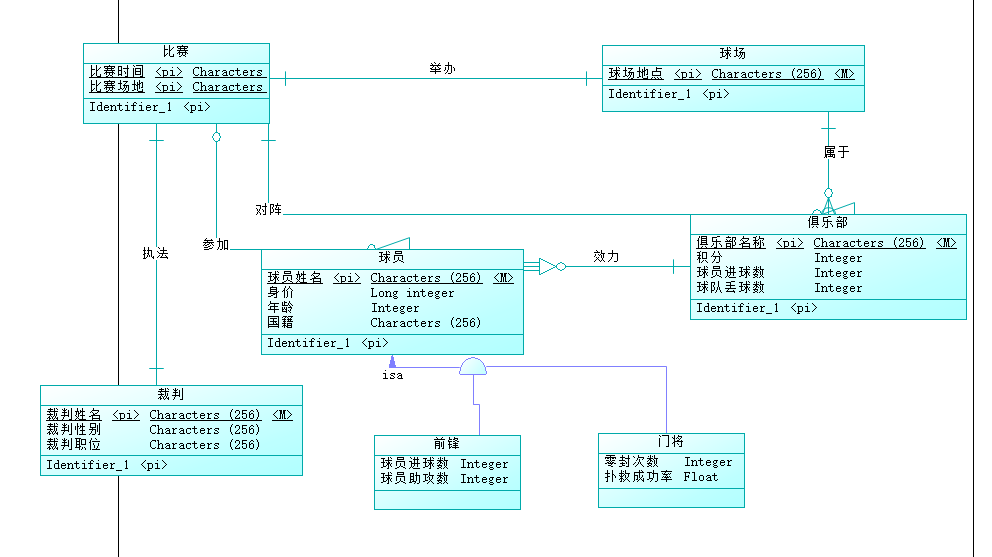 比赛
比赛时间 <pi> Characters
比赛场地 <pi> Characters
Identifier_1 <pi>
举办
球场
球场地点 <pi> Characters (256) <M>
Identifier_1 <pi>
属于
对阵
执法
参加
俱乐部
俱乐部名称 <pi> Characters (256) <M>
积分 Integer
球员进球数 Integer
球队丢球数 Integer
Identifier_1 <pi>
效力
球员
球员姓名 <pi> Characters (256) <M>
身价 Long integer
年龄 Integer
国籍 Characters (256)
Identifier_1 <pi>
isa
裁判
裁判姓名 <pi> Characters (256) <M>
裁判性别 Characters (256)
裁判职位 Characters (256)
Identifier_1 <pi>
前锋
球员进球数 Integer
球员助攻数 Integer
门将
零封次数 Integer
扑救成功率 Float